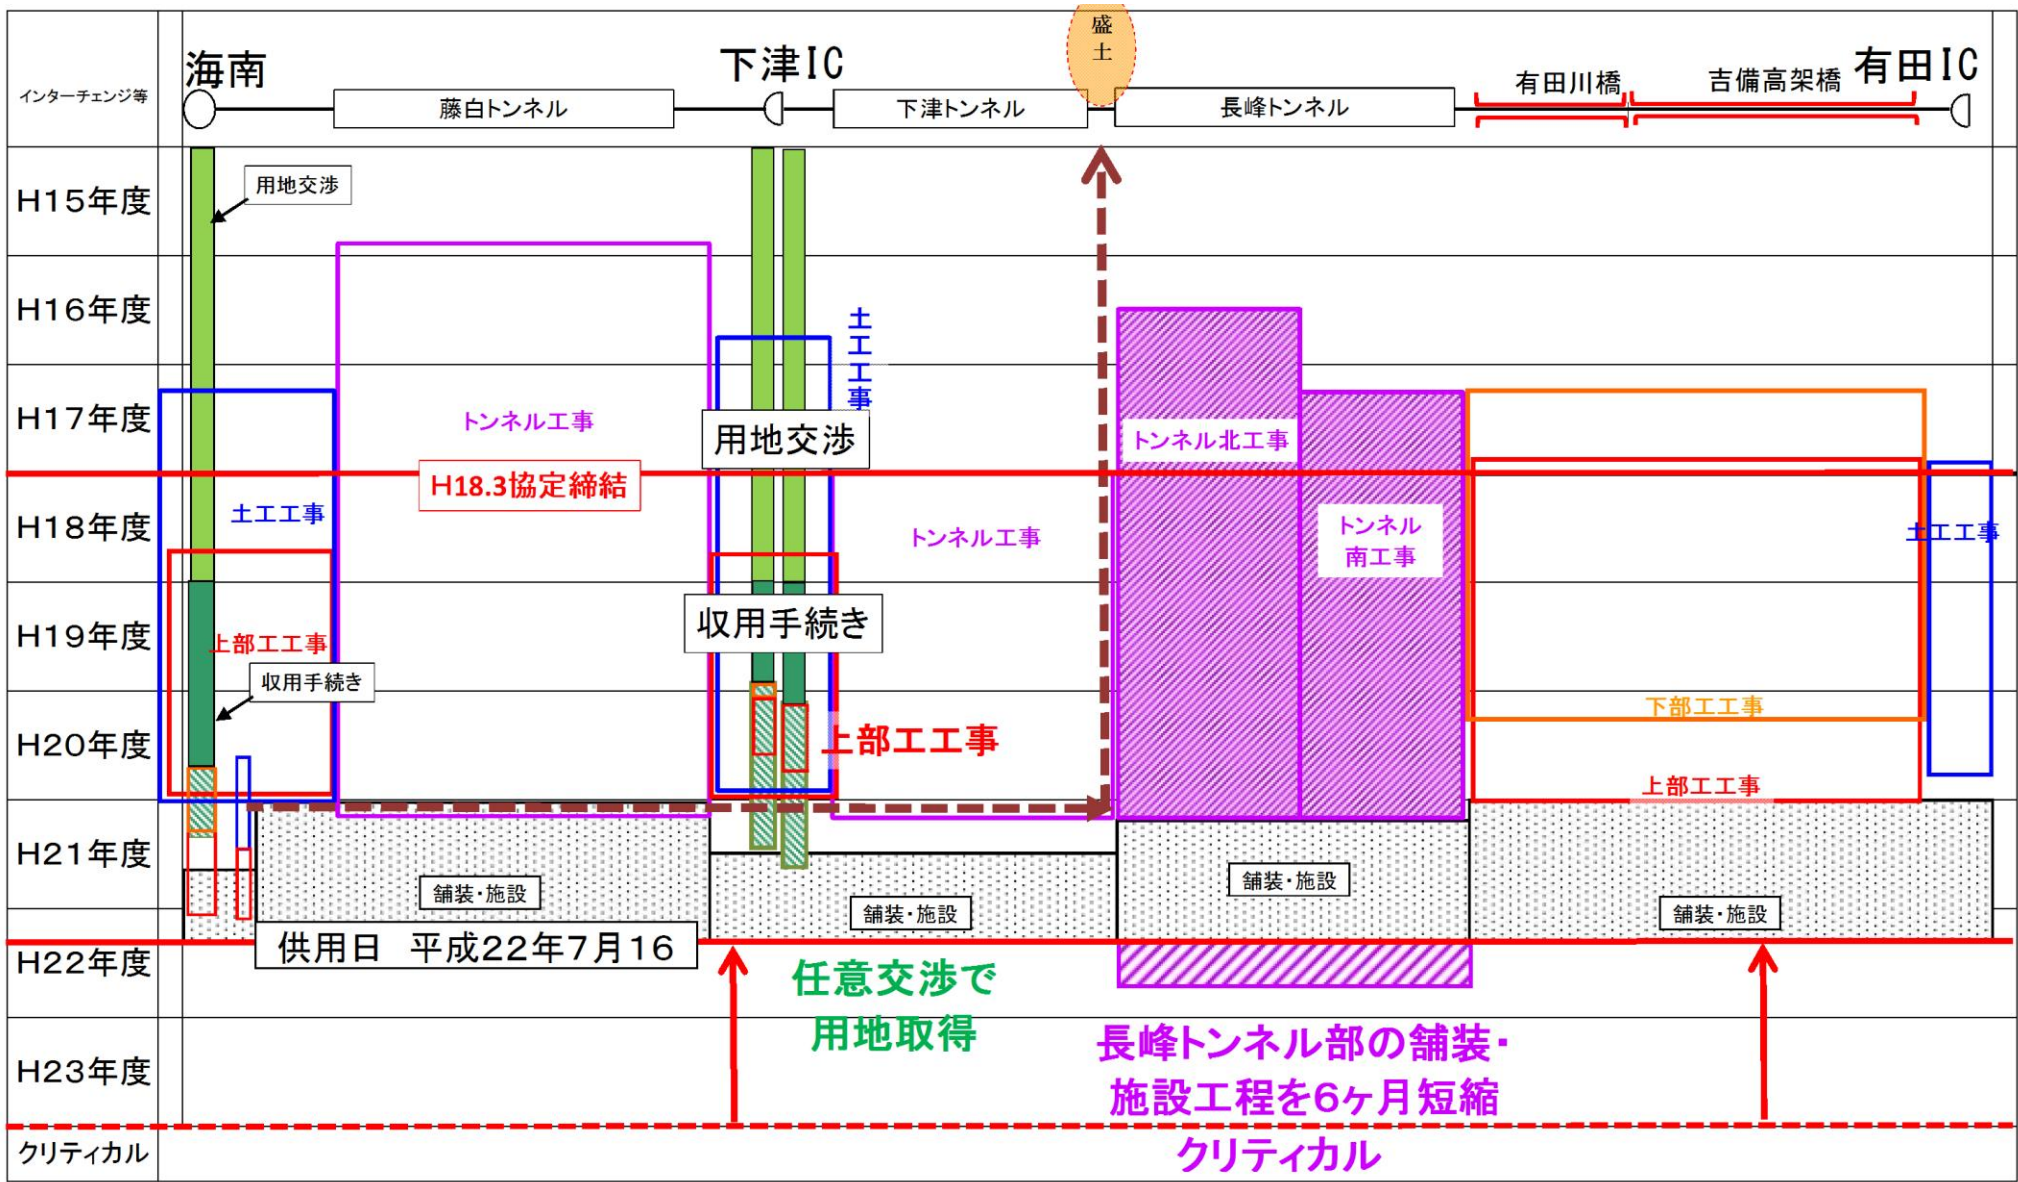 盛
土
インターチェンジ等
海南
下津IC
有田川橋
吉備高架橋
有田IC
藤白トンネル
下津トンネル
長峰トンネル
H15年度
用地交渉
H16年度
土工工事
H17年度
トンネル工事
用地交渉
トンネル北工事
H18.3協定締結
H18年度
土工工事
トンネル工事
トンネル
南工事
土工工事
H19年度
上部工工事
収用手続き
収用手続き
下部工工事
H20年度
上部工工事
上部工工事
H21年度
舗装・施設
舗装・施設
舗装・施設
舗装・施設
H22年度
供用日 平成22年7月16
任意交渉で
用地取得
長峰トンネル部の舗装・
施設工程を6ヶ月短縮
H23年度
クリティカル
クリティカル